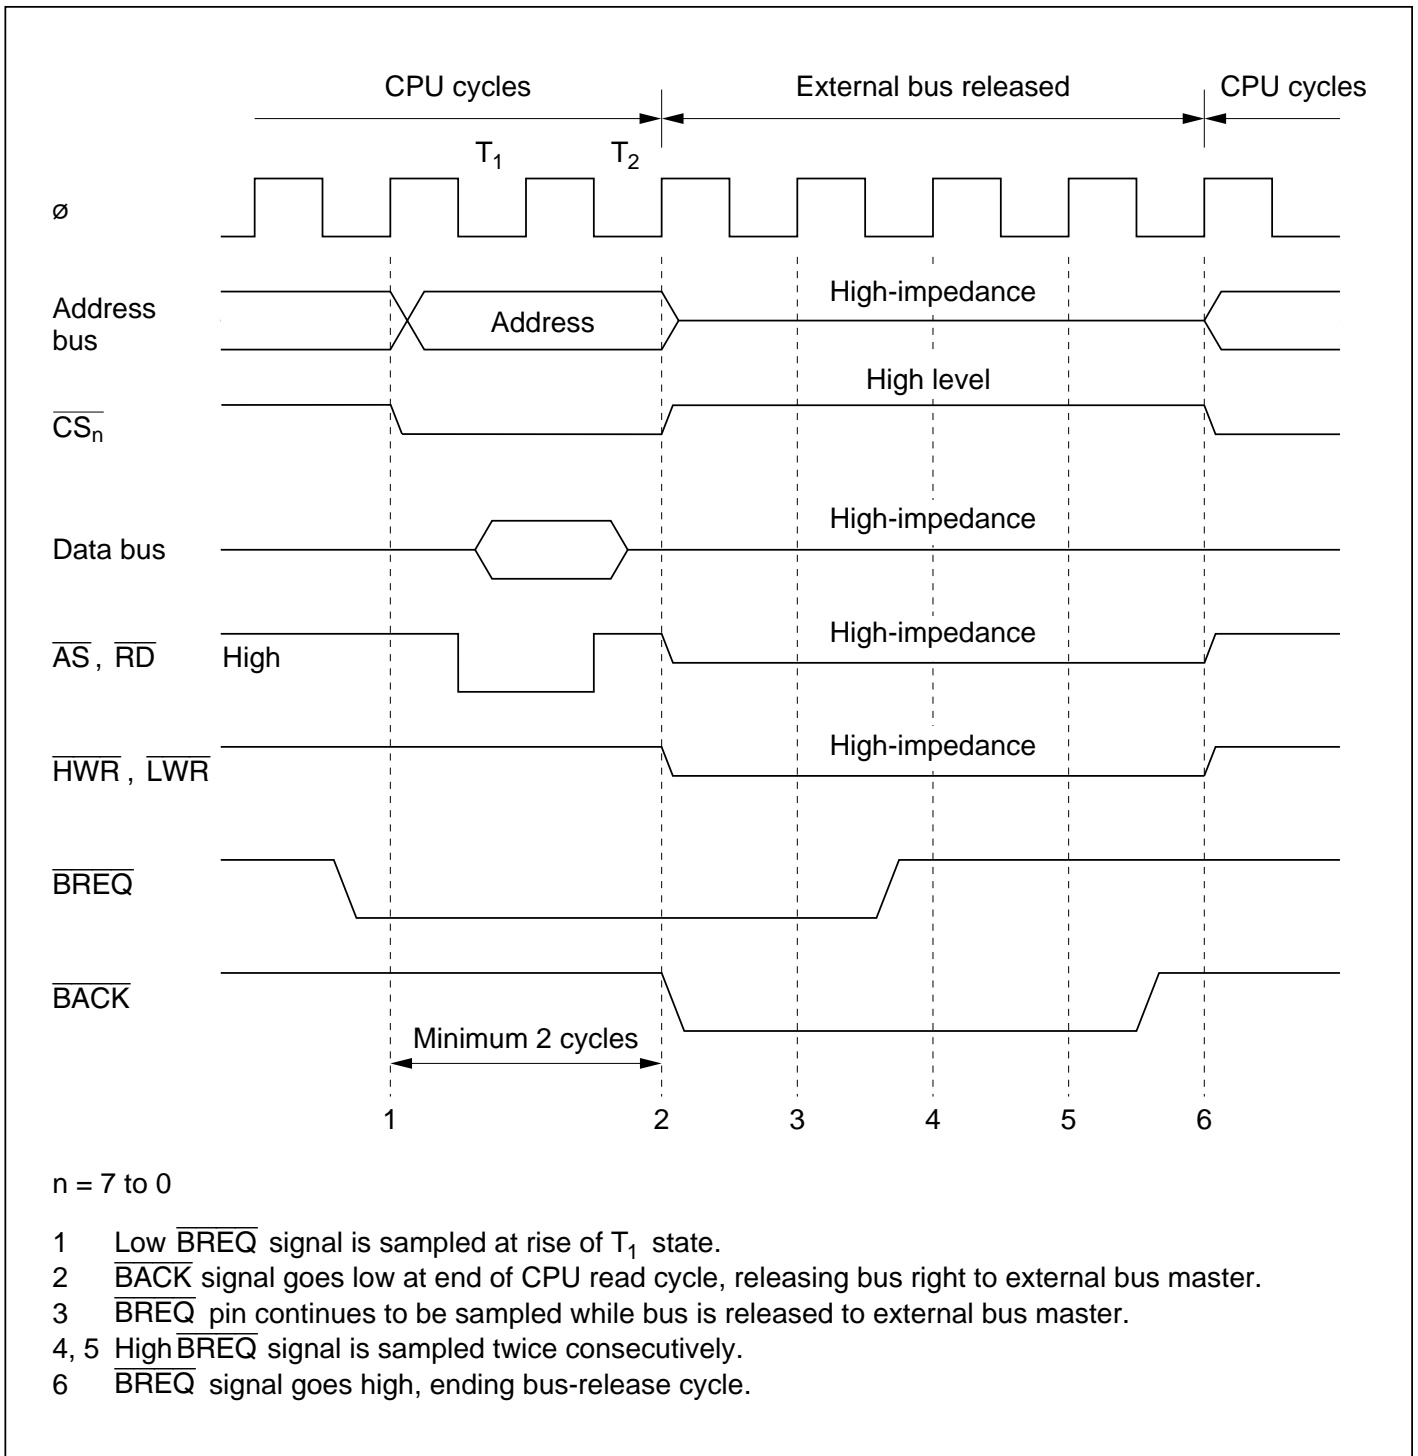 CPU cycles External bus released CPU cycles
T₁ T₂
ø
Address bus
Address
High-impedance
C̅S̅ₙ̅
High level
Data bus
High-impedance
A̅S̅, R̅D̅
High
High-impedance
H̅W̅R̅, L̅W̅R̅
High-impedance
B̅R̅E̅Q̅
B̅A̅C̅K̅
Minimum 2 cycles
1 2 3 4 5 6
n = 7 to 0
1 Low B̅R̅E̅Q̅ signal is sampled at rise of T₁ state.
2 B̅A̅C̅K̅ signal goes low at end of CPU read cycle, releasing bus right to external bus master.
3 B̅R̅E̅Q̅ pin continues to be sampled while bus is released to external bus master.
4, 5 High B̅R̅E̅Q̅ signal is sampled twice consecutively.
6 B̅R̅E̅Q̅ signal goes high, ending bus-release cycle.